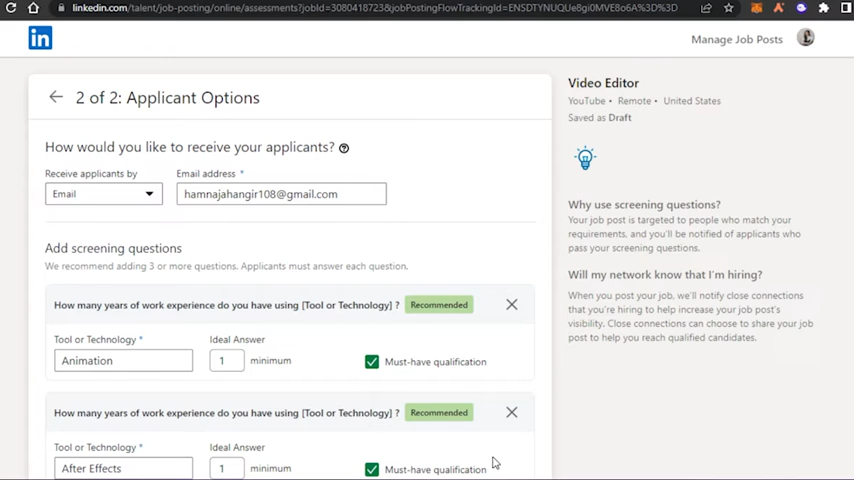 linkedin.com/talent/job-posting/online/assessments?jobId=3080418723&jobPostingFlowTrackingId=ENSDTYNUQUe8gi0MVE8o6A%3D%3D
in
Manage Job Posts
2 of 2: Applicant Options
How would you like to receive your applicants?
Receive applicants by
Email address *
Email
hamnajahangir108@gmail.com
Add screening questions
We recommend adding 3 or more questions. Applicants must answer each question.
How many years of work experience do you have using [Tool or Technology] ? Recommended
Tool or Technology *
Ideal Answer
Animation
1 minimum
Must-have qualification
How many years of work experience do you have using [Tool or Technology] ? Recommended
Tool or Technology *
Ideal Answer
After Effects
1 minimum
Must-have qualification
Video Editor
YouTube • Remote • United States
Saved as Draft
Why use screening questions?
Your job post is targeted to people who match your
requirements, and you'll be notified of applicants who
pass your screening questions.
Will my network know that I'm hiring?
When you post your job, we'll notify close connections
that you're hiring to help increase your job post's
visibility. Close connections can choose to share your job
post to help you reach qualified candidates.